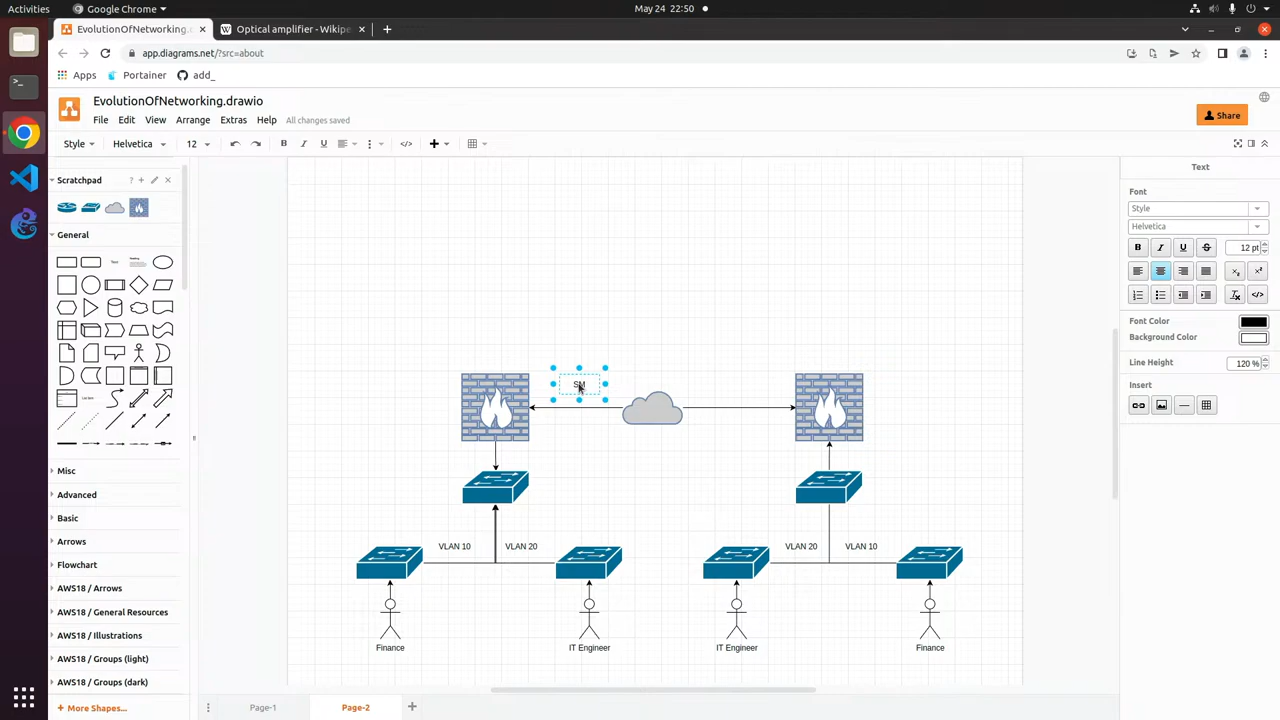 Activities
Google Chrome
May 24 22:50
EvolutionOfNetworking.
Optical amplifier - Wikipe
app.diagrams.net/?src=about
Apps
Portainer
add_
EvolutionOfNetworking.drawio
File
Edit
View
Arrange
Extras
Help
All changes saved
Share
Style
Helvetica
12
Scratchpad
General
Misc
Advanced
Basic
Arrows
Flowchart
AWS18 / Arrows
AWS18 / General Resources
AWS18 / Illustrations
AWS18 / Groups (light)
AWS18 / Groups (dark)
+ More Shapes...
SM
VLAN 10
VLAN 20
VLAN 20
VLAN 10
Finance
IT Engineer
IT Engineer
Finance
Page-1
Page-2
Text
Font
Style
Helvetica
12 pt
Font Color
Background Color
Line Height
120 %
Insert